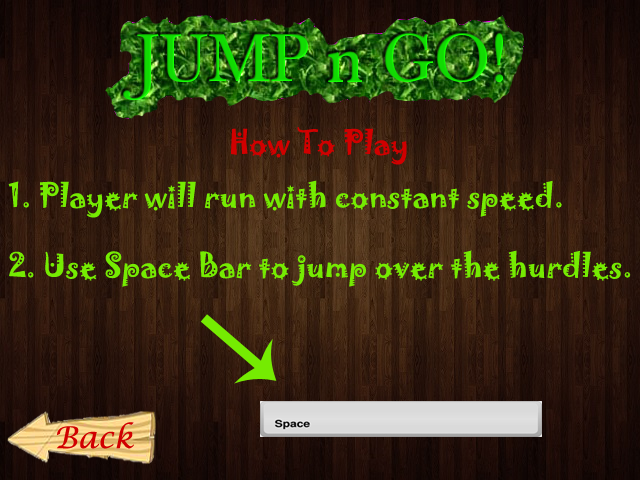 JUMP n GO!
How To Play
1. Player will run with constant speed.
2. Use Space Bar to jump over the hurdles.
Space
Back